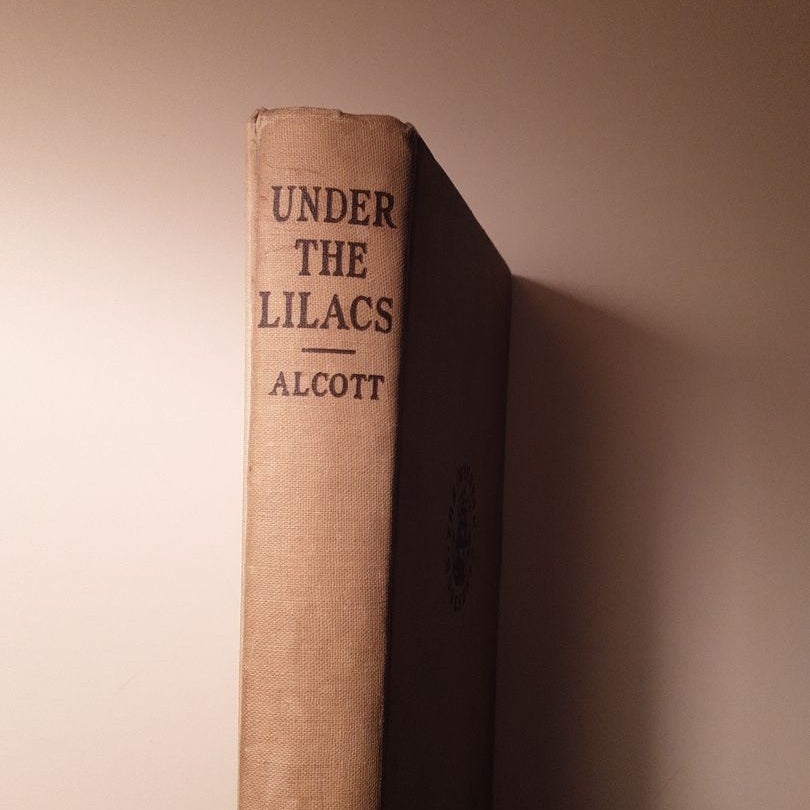 UNDER
THE
LILACS
ALCOTT